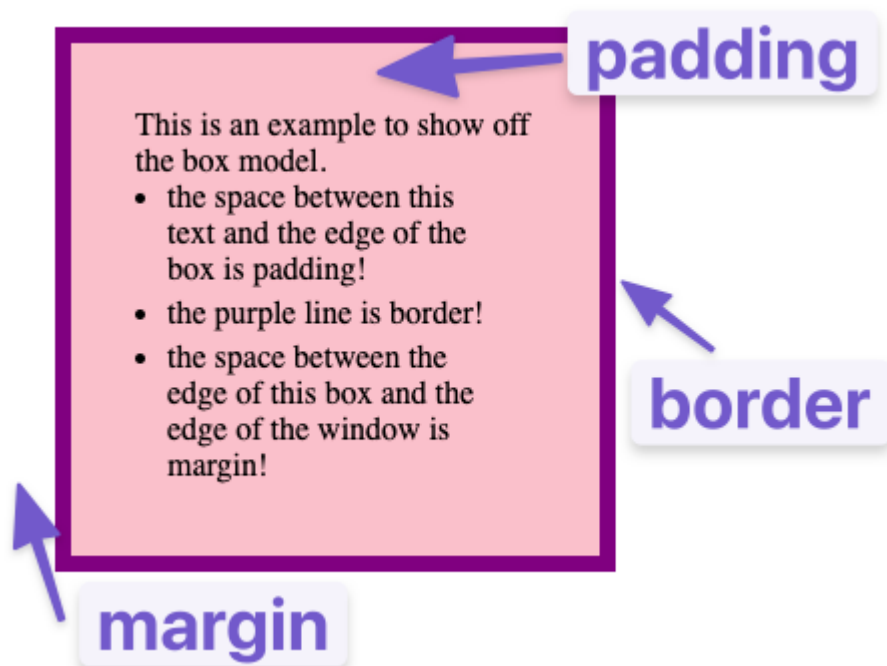 padding
This is an example to show off
the box model.
• the space between this
text and the edge of the
box is padding!
• the purple line is border!
• the space between the
edge of this box and the
edge of the window is
margin!
border
margin